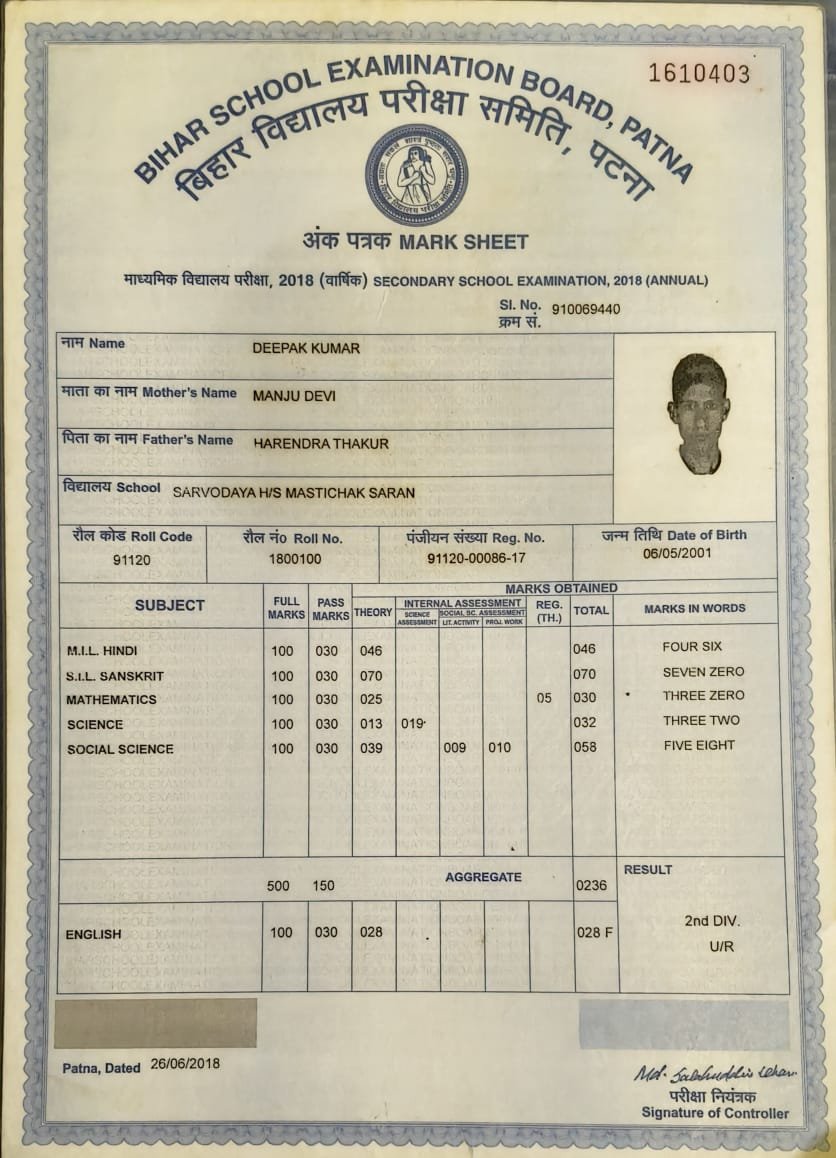 1610403
BIHAR SCHOOL EXAMINATION BOARD, PATNA
बिहार विद्यालय परीक्षा समिति, पटना
अंक पत्रक MARK SHEET
माध्यमिक विद्यालय परीक्षा, 2018 (वार्षिक) SECONDARY SCHOOL EXAMINATION, 2018 (ANNUAL)
Sl. No. 910069440
क्रम सं.
नाम Name DEEPAK KUMAR
माता का नाम Mother's Name MANJU DEVI
पिता का नाम Father's Name HARENDRA THAKUR
विद्यालय School SARVODAYA H/S MASTICHAK SARAN
रौल कोड Roll Code रौल नं० Roll No. पंजीयन संख्या Reg. No. जन्म तिथि Date of Birth
91120 1800100 91120-00086-17 06/05/2001
MARKS OBTAINED
SUBJECT FULL MARKS PASS MARKS THEORY INTERNAL ASSESSMENT REG. (TH.) TOTAL MARKS IN WORDS
SCIENCE ASSESSMENT SOCIAL SC. ASSESSMENT
LIT. ACTIVITY PROJ. WORK
M.I.L. HINDI 100 030 046 046 FOUR SIX
S.I.L. SANSKRIT 100 030 070 070 SEVEN ZERO
MATHEMATICS 100 030 025 05 030 THREE ZERO
SCIENCE 100 030 013 019 032 THREE TWO
SOCIAL SCIENCE 100 030 039 009 010 058 FIVE EIGHT
500 150 AGGREGATE 0236 RESULT
ENGLISH 100 030 028 028 F 2nd DIV.
U/R
Patna, Dated 26/06/2018
परीक्षा नियंत्रक
Signature of Controller